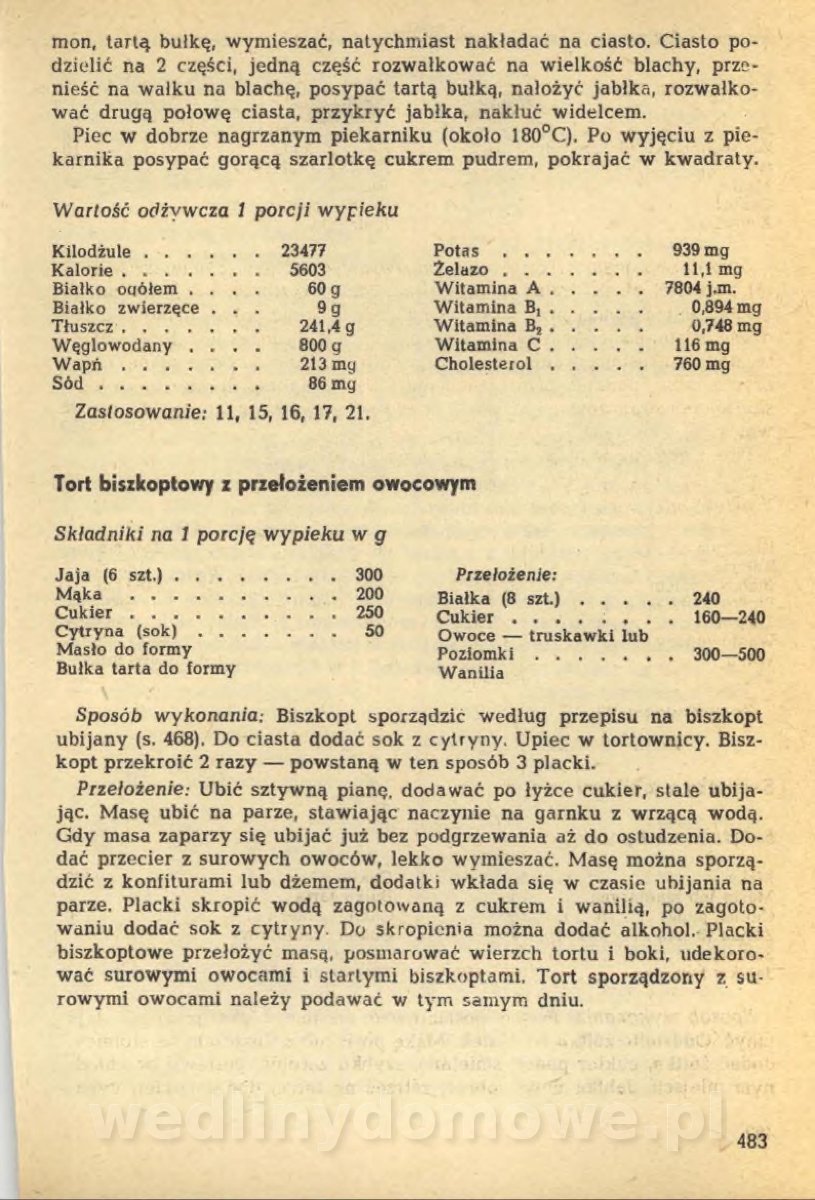 mon, tartą bułkę, wymieszać, natychmiast nakładać na ciasto. Ciasto po-
dzielić na 2 części, jedną część rozwałkować na wielkość blachy, prze-
nieść na wałku na blachę, posypać tartą bułką, nałożyć jabłka, rozwałko-
wać drugą połowę ciasta, przykryć jabłka, nakłuć widelcem.
Piec w dobrze nagrzanym piekarniku (około 180°C). Po wyjęciu z pie-
karnika posypać gorącą szarlotkę cukrem pudrem, pokrajać w kwadraty.
Wartość odżywcza 1 porcji wypieku
Kilodżule . . . . . . 23477
Kalorie . . . . . . . 5603
Białko ogółem . . . . 60 g
Białko zwierzęce . . . 9 g
Tłuszcz . . . . . . . 241,4 g
Węglowodany . . . . 800 g
Wapń . . . . . . . 213 mg
Sód . . . . . . . . 86 mg
Potas . . . . . . . 939 mg
Żelazo . . . . . . . 11,1 mg
Witamina A . . . . . 7804 j.m.
Witamina B₁ . . . . . 0,894 mg
Witamina B₂ . . . . . 0,748 mg
Witamina C . . . . . 116 mg
Cholesterol . . . . . 760 mg
Zastosowanie: 11, 15, 16, 17, 21.
Tort biszkoptowy z przełożeniem owocowym
Składniki na 1 porcję wypieku w g
Jaja (6 szt.) . . . . . . . . 300
Mąka . . . . . . . . . . 200
Cukier . . . . . . . . . . 250
Cytryna (sok) . . . . . . . 50
Masło do formy
Bułka tarta do formy
Przełożenie:
Białka (8 szt.) . . . . . 240
Cukier . . . . . . . . 160—240
Owoce — truskawki lub
Poziomki . . . . . . . 300—500
Wanilia
Sposób wykonania: Biszkopt sporządzić według przepisu na biszkopt
ubijany (s. 468). Do ciasta dodać sok z cytryny. Upiec w tortownicy. Bisz-
kopt przekroić 2 razy — powstaną w ten sposób 3 placki.
Przełożenie: Ubić sztywną pianę, dodawać po łyżce cukier, stale ubija-
jąc. Masę ubić na parze, stawiając naczynie na garnku z wrzącą wodą.
Gdy masa zaparzy się ubijać już bez podgrzewania aż do ostudzenia. Do-
dać przecier z surowych owoców, lekko wymieszać. Masę można sporzą-
dzić z konfiturami lub dżemem, dodatki wkłada się w czasie ubijania na
parze. Placki skropić wodą zagotowaną z cukrem i wanilią, po zagoto-
waniu dodać sok z cytryny. Do skropienia można dodać alkohol. Placki
biszkoptowe przełożyć masą, posmarować wierzch tortu i boki, udekoro-
wać surowymi owocami i startymi biszkoptami. Tort sporządzony z su-
rowymi owocami należy podawać w tym samym dniu.
wedlinydomowe.pl
483